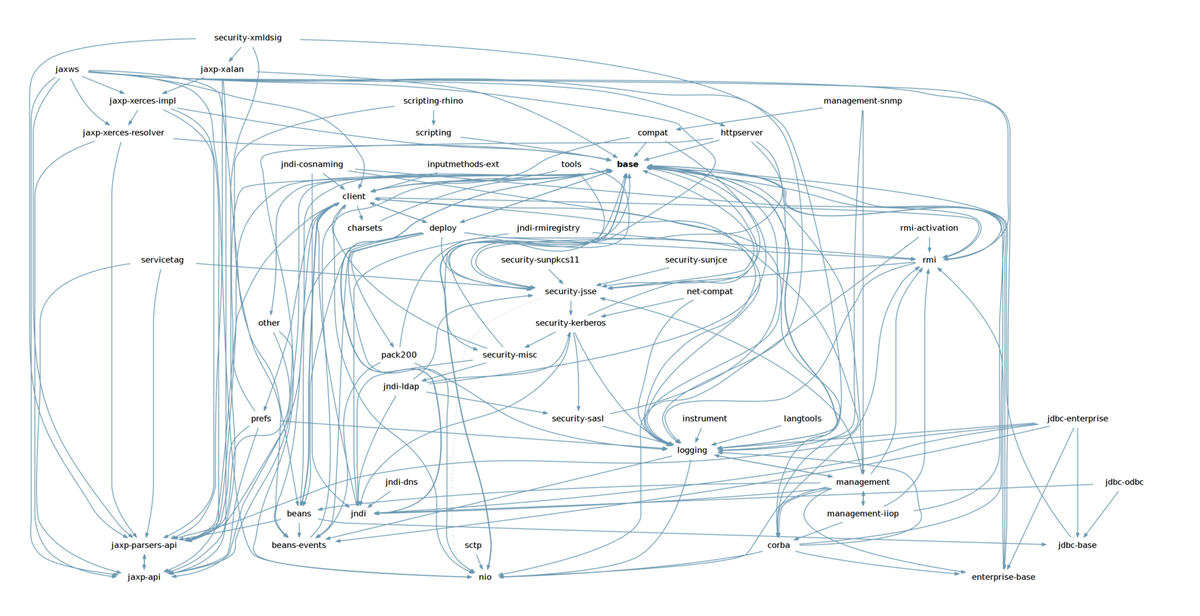 security-xmldsig
jaxws
jaxp-xalan
jaxp-xerces-impl
scripting-rhino
management-snmp
jaxp-xerces-resolver
scripting
compat
httpserver
jndi-cosnaming
inputmethods-ext
tools
base
client
charsets
deploy
jndi-rmiregistry
rmi-activation
servicetag
security-sunpkcs11
security-sunjce
rmi
security-jsse
net-compat
other
security-kerberos
pack200
security-misc
jndi-ldap
prefs
security-sasl
instrument
langtools
jdbc-enterprise
logging
jndi-dns
management
jdbc-odbc
beans
jndi
management-iiop
jaxp-parsers-api
beans-events
sctp
corba
jdbc-base
jaxp-api
nio
enterprise-base